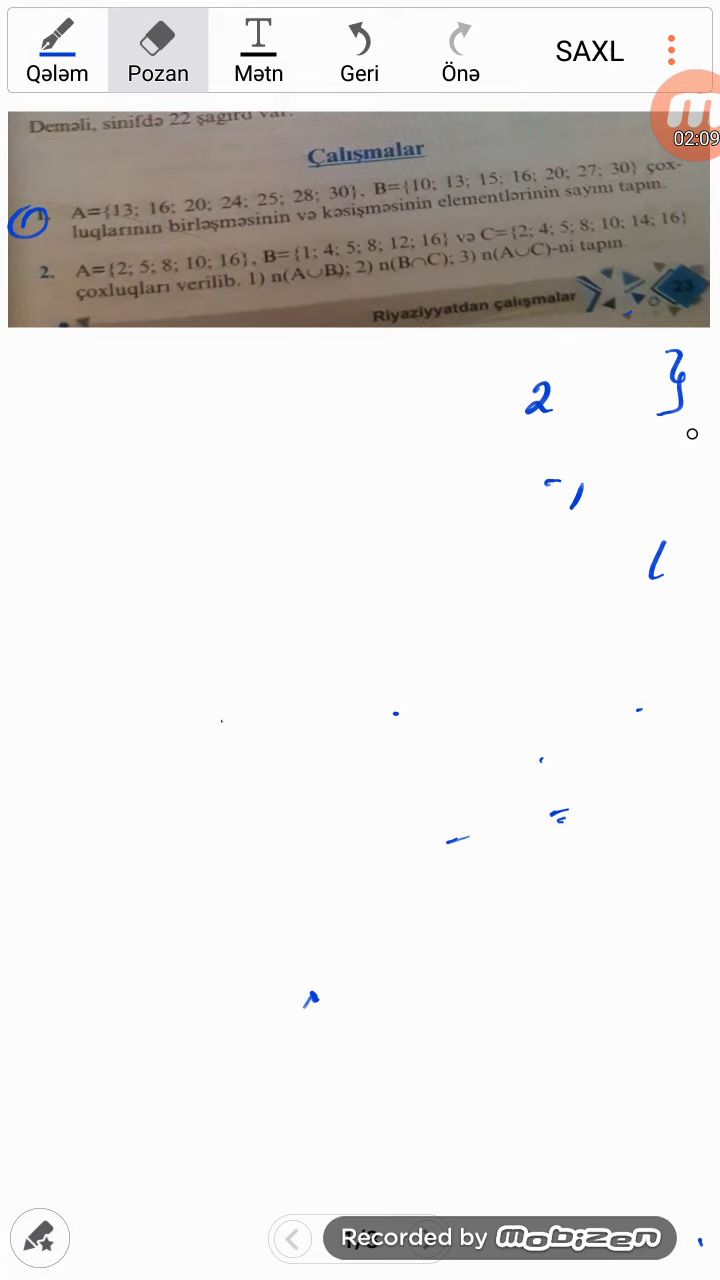 Qələm Pozan Mətn Geri Önə SAXL
02:09
Deməli, sinifdə 22 şagird var.
Çalışmalar
1. A={13; 16; 20; 24; 25; 28; 30}, B={10; 13; 15; 16; 20; 27; 30} çox-
luqlarının birləşməsinin və kəsişməsinin elementlərinin sayını tapın.
2. A={2; 5; 8; 10; 16}, B={1; 4; 5; 8; 12; 16} və C={2; 4; 5; 8; 10; 14; 16}
çoxluqları verilib. 1) n(A∪B); 2) n(B∩C); 3) n(A∪C)-ni tapın.
Riyaziyyatdan çalışmalar 23
2 }
Recorded by mobizen